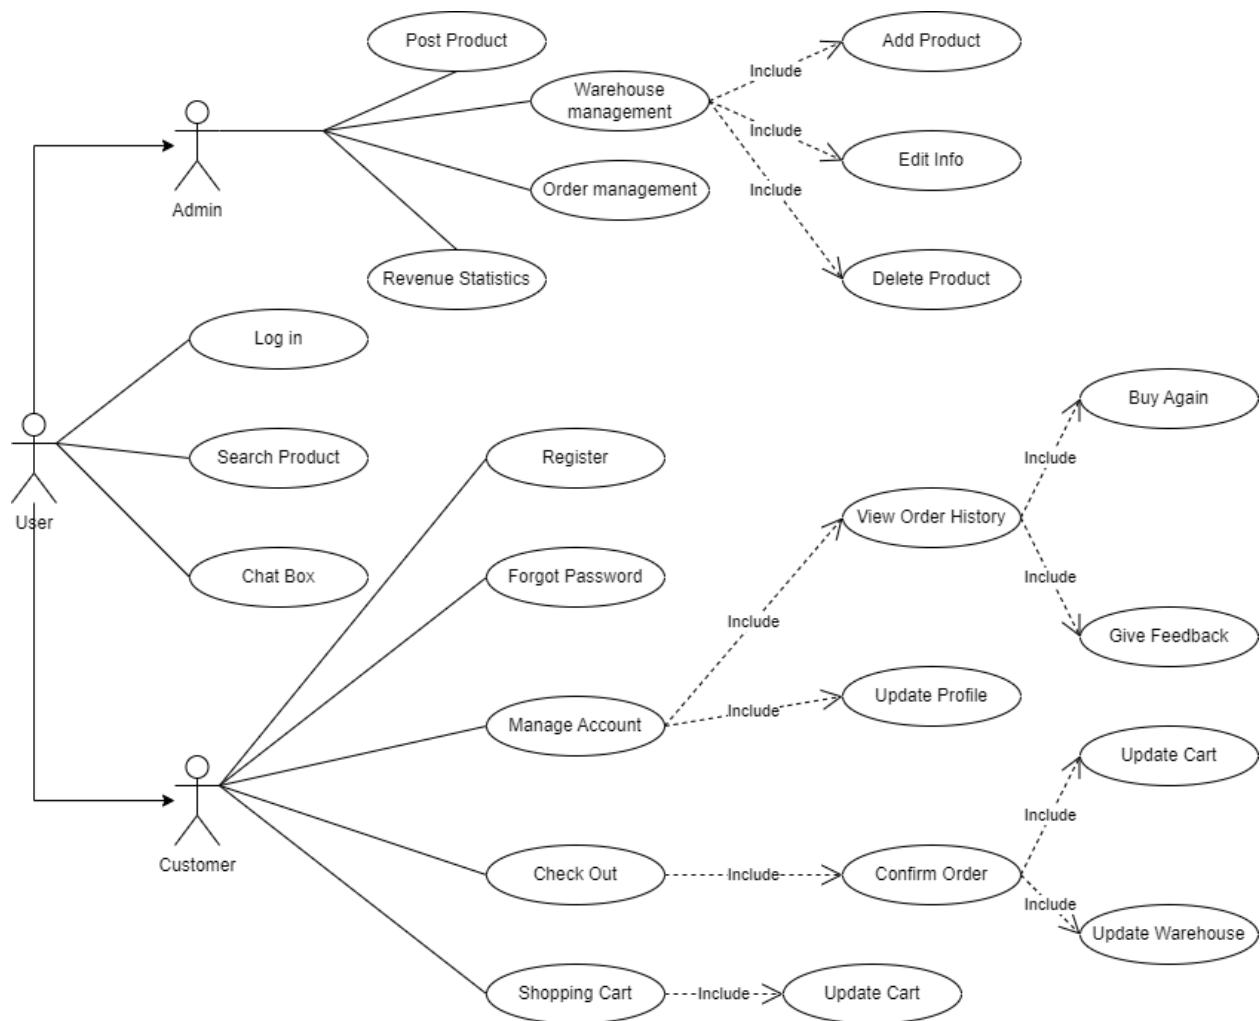 Post Product
Add Product
Include
Warehouse
management
Include
Edit Info
Include
Order management
Admin
Revenue Statistics
Delete Product
Log in
Buy Again
Search Product
Register
Include
View Order History
User
Chat Box
Forgot Password
Include
Include
Give Feedback
Manage Account
Include
Update Profile
Update Cart
Include
Customer
Check Out
Include
Confirm Order
Include
Update Warehouse
Shopping Cart
Include
Update Cart